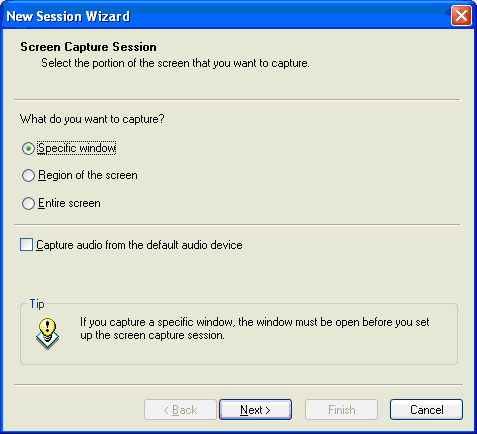 New Session Wizard
Screen Capture Session
Select the portion of the screen that you want to capture.
What do you want to capture?
Specific window
Region of the screen
Entire screen
Capture audio from the default audio device
Tip
If you capture a specific window, the window must be open before you set
up the screen capture session.
< Back
Next >
Finish
Cancel